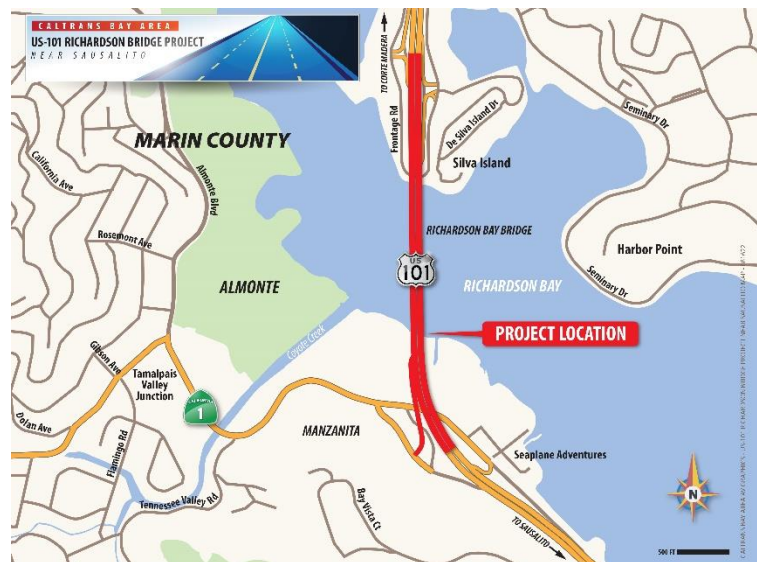 CALTRANS BAY AREA
US-101 RICHARDSON BRIDGE PROJECT
NEAR SAUSALITO
TO CORTE MADERA
Frontage Rd
De Silva Island Dr
Silva Island
Seminary Dr
MARIN COUNTY
California Ave
Almonte Blvd
Rosemont Ave
RICHARDSON BAY BRIDGE
Harbor Point
US
101
ALMONTE
RICHARDSON BAY
Seminary Dr
PROJECT LOCATION
Coyote Creek
Gibson Ave
Tamalpais
Valley
Junction
1
Dolan Ave
Flamingo Rd
MANZANITA
Seaplane Adventures
Tennessee Valley Rd
Bay Vista Ct
TO SAUSALITO
N
500 FT